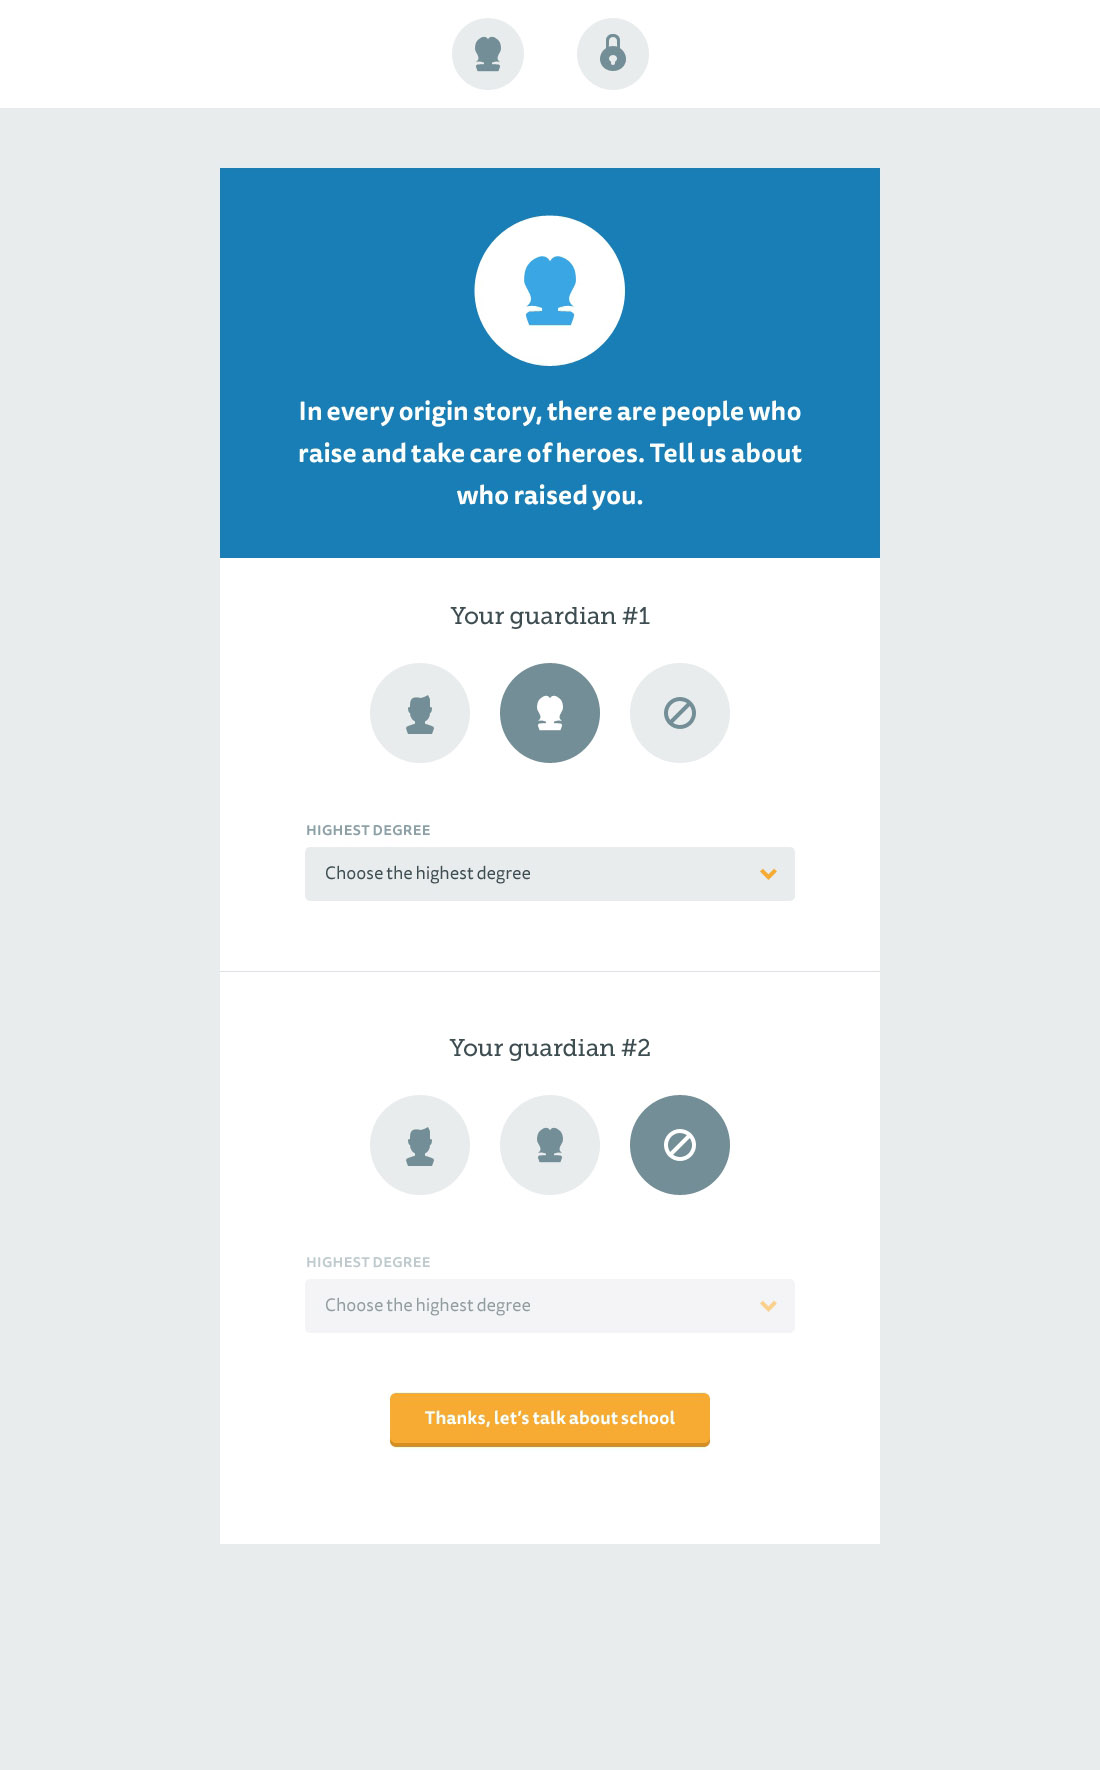 In every origin story, there are people who
raise and take care of heroes. Tell us about
who raised you.
Your guardian #1
HIGHEST DEGREE
Choose the highest degree
Your guardian #2
HIGHEST DEGREE
Choose the highest degree
Thanks, let’s talk about school